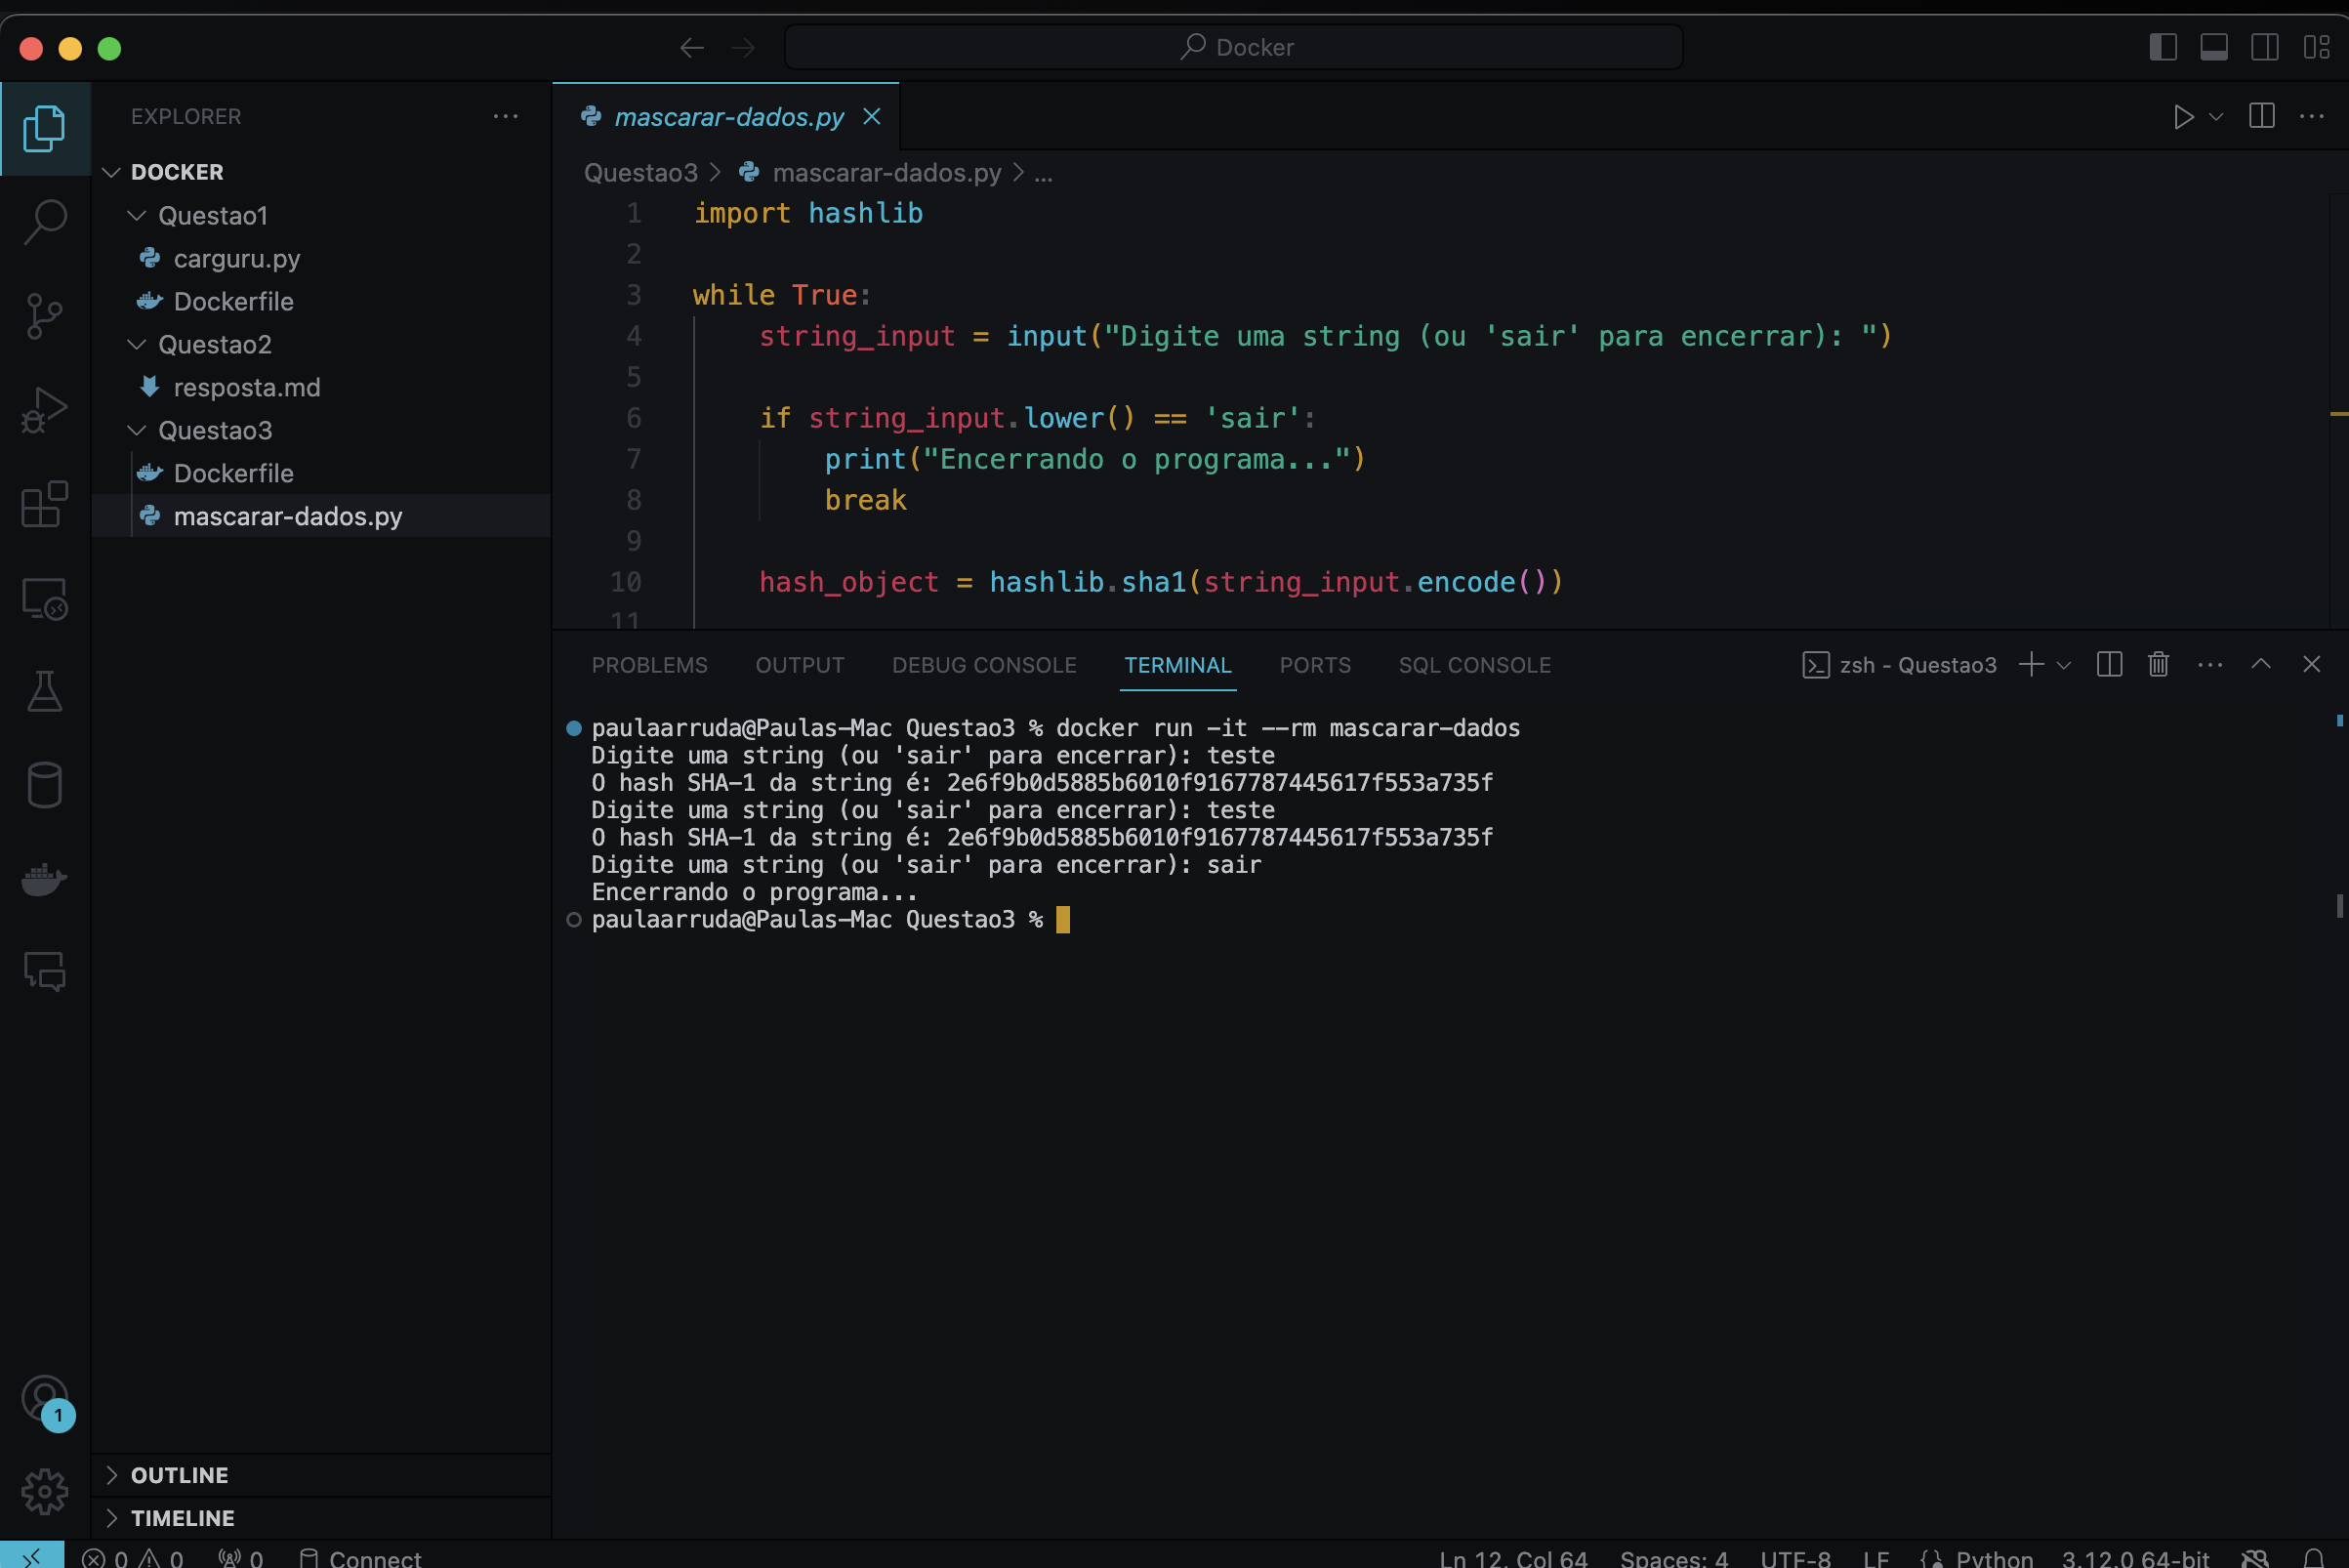 Docker
EXPLORER
DOCKER
Questao1
carguru.py
Dockerfile
Questao2
resposta.md
Questao3
Dockerfile
mascarar-dados.py
OUTLINE
TIMELINE
1
mascarar-dados.py
Questao3 > mascarar-dados.py > ...
1 import hashlib
2
3 while True:
4 string_input = input("Digite uma string (ou 'sair' para encerrar): ")
5
6 if string_input.lower() == 'sair':
7 print("Encerrando o programa...")
8 break
9
10 hash_object = hashlib.sha1(string_input.encode())
11
PROBLEMS OUTPUT DEBUG CONSOLE TERMINAL PORTS SQL CONSOLE zsh - Questao3
paulaarruda@Paulas-Mac Questao3 % docker run -it --rm mascarar-dados
Digite uma string (ou 'sair' para encerrar): teste
O hash SHA-1 da string é: 2e6f9b0d5885b6010f9167787445617f553a735f
Digite uma string (ou 'sair' para encerrar): teste
O hash SHA-1 da string é: 2e6f9b0d5885b6010f9167787445617f553a735f
Digite uma string (ou 'sair' para encerrar): sair
Encerrando o programa...
paulaarruda@Paulas-Mac Questao3 %
0 0 0 Connect Ln 12, Col 64 Spaces: 4 UTF-8 LF Python 3.12.0 64-bit